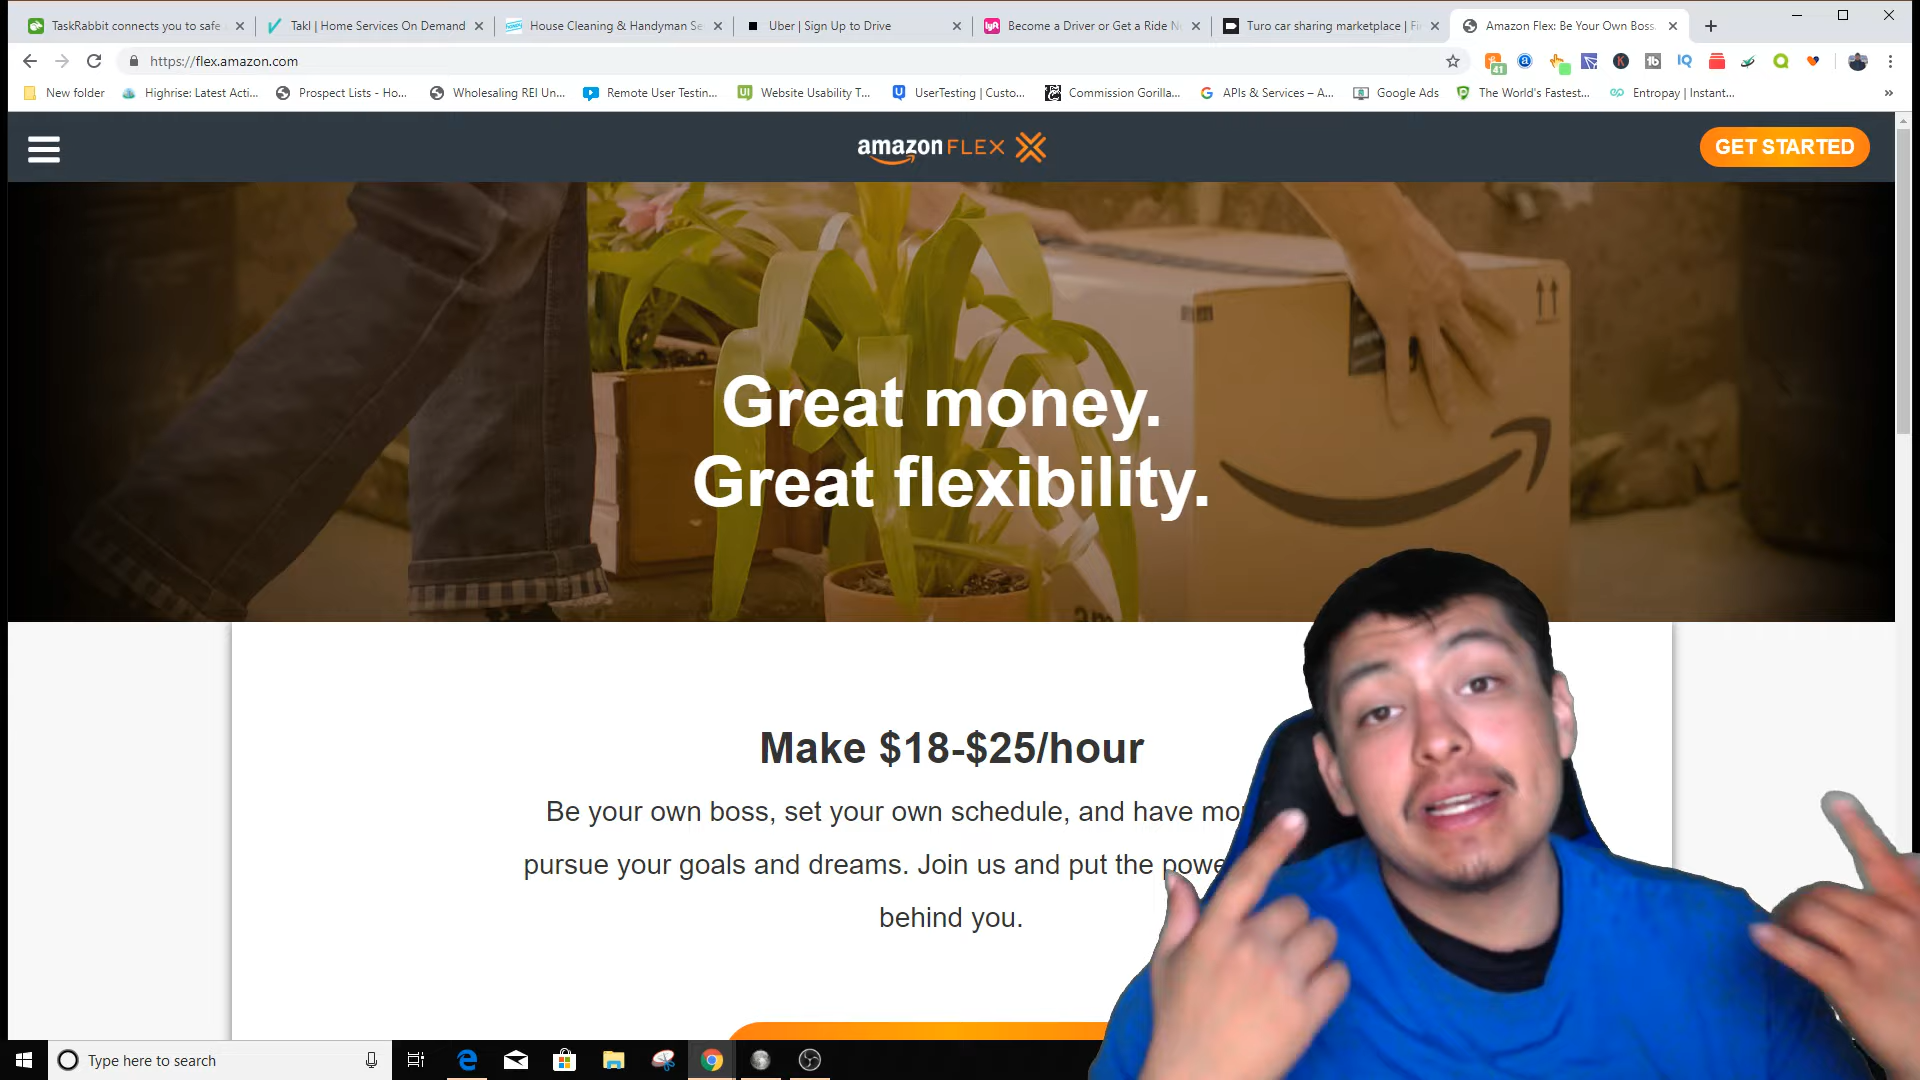 TaskRabbit connects you to safe
Takl | Home Services On Demand
House Cleaning & Handyman Se
Uber | Sign Up to Drive
Become a Driver or Get a Ride N
Turo car sharing marketplace | Fi
Amazon Flex: Be Your Own Boss.
https://flex.amazon.com
41
New folder
Highrise: Latest Acti...
Prospect Lists - Ho...
Wholesaling REI Un...
Remote User Testin...
Website Usability T...
UserTesting | Custo...
Commission Gorilla...
APIs & Services – A...
Google Ads
The World's Fastest...
Entropay | Instant...
amazon FLEX
GET STARTED
Great money.
Great flexibility.
Make $18-$25/hour
Be your own boss, set your own schedule, and have mo
pursue your goals and dreams. Join us and put the powe
behind you.
Type here to search